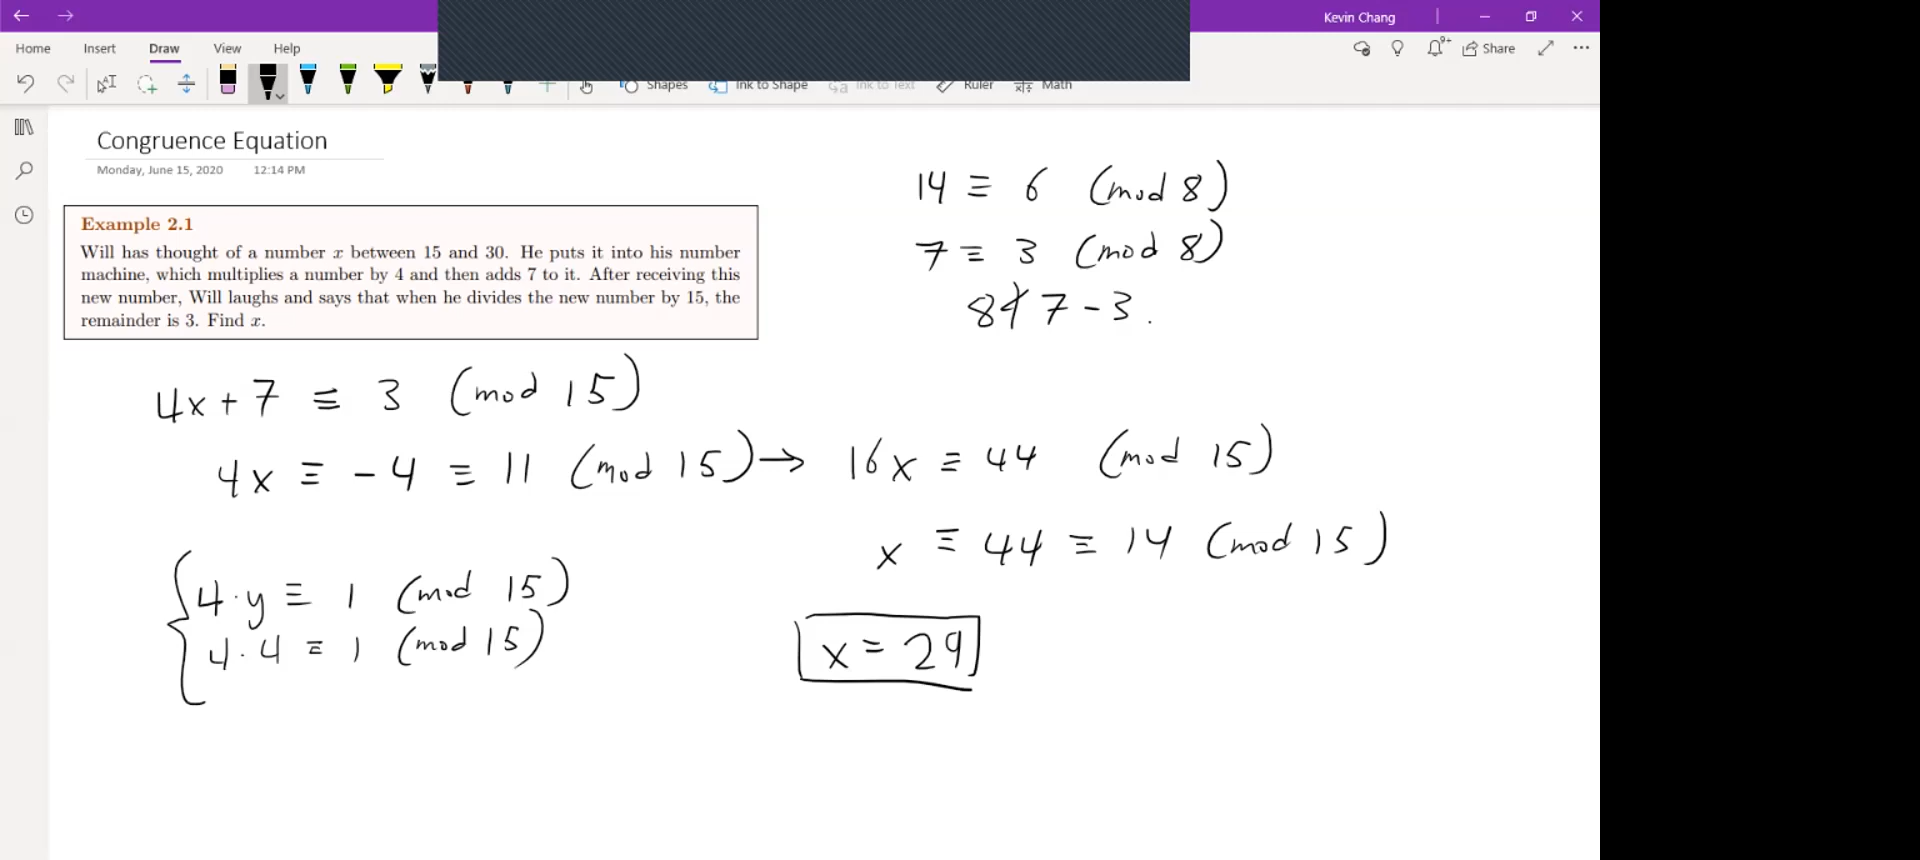 Kevin Chang
Home Insert Draw View Help
9+ Share
Shapes Ink to Shape Ink to Text Ruler Math
Congruence Equation
Monday, June 15, 2020 12:14 PM
Example 2.1
Will has thought of a number x between 15 and 30. He puts it into his number
machine, which multiplies a number by 4 and then adds 7 to it. After receiving this
new number, Will laughs and says that when he divides the new number by 15, the
remainder is 3. Find x.
14 ≡ 6 (mod 8)
7 ≡ 3 (mod 8)
8 ∤ 7 - 3.
4x + 7 ≡ 3 (mod 15)
4x ≡ -4 ≡ 11 (mod 15) → 16x ≡ 44 (mod 15)
x ≡ 44 ≡ 14 (mod 15)
4 · y ≡ 1 (mod 15)
4 · 4 ≡ 1 (mod 15)
x = 29